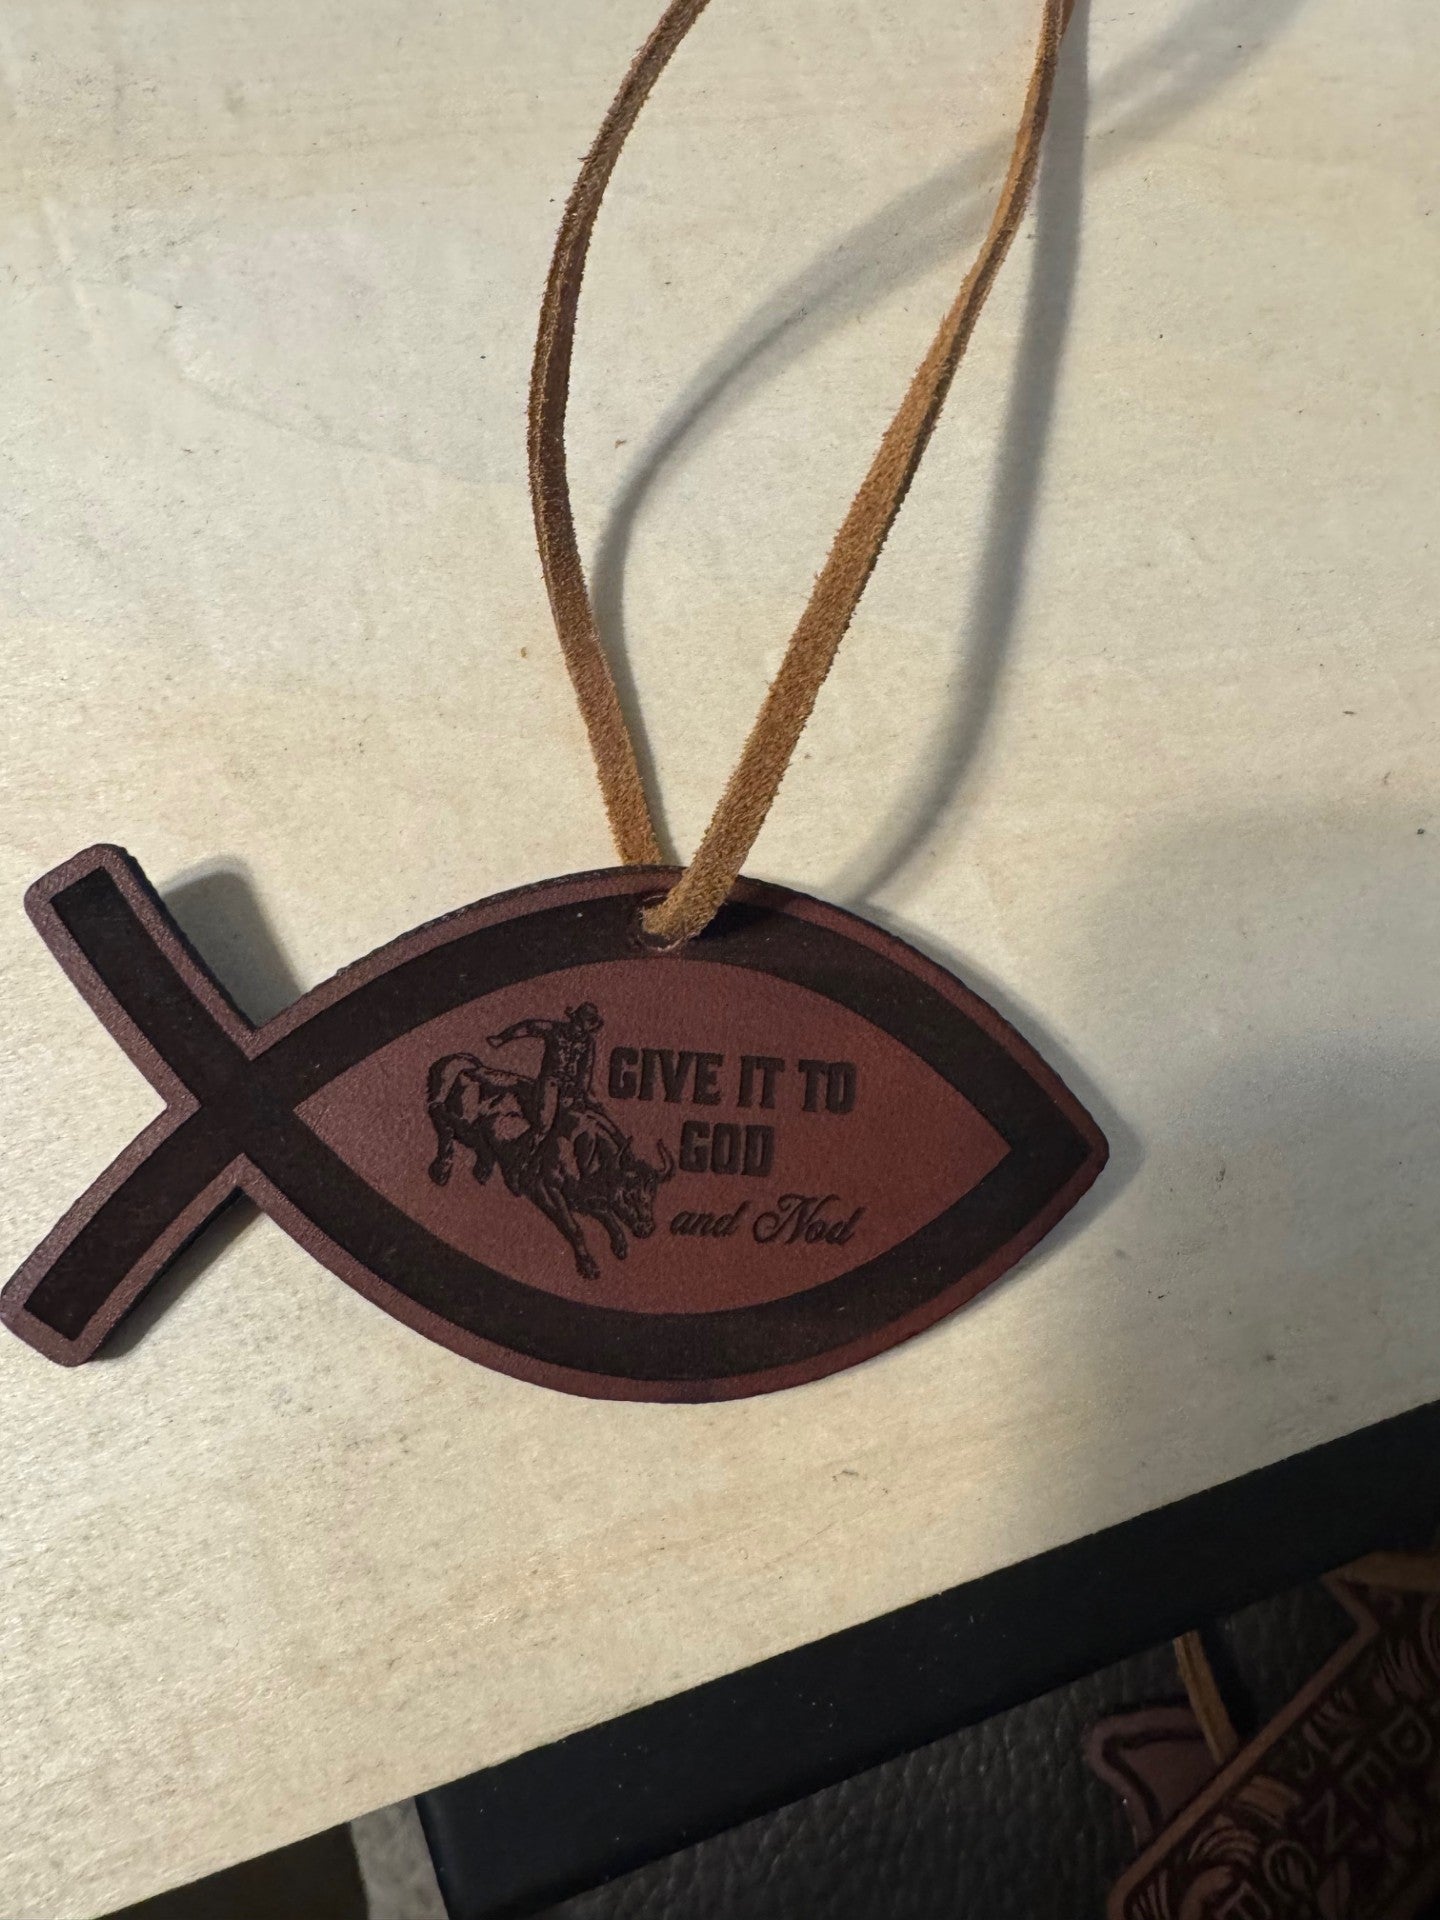 GIVE IT TO
GOD
and Nod